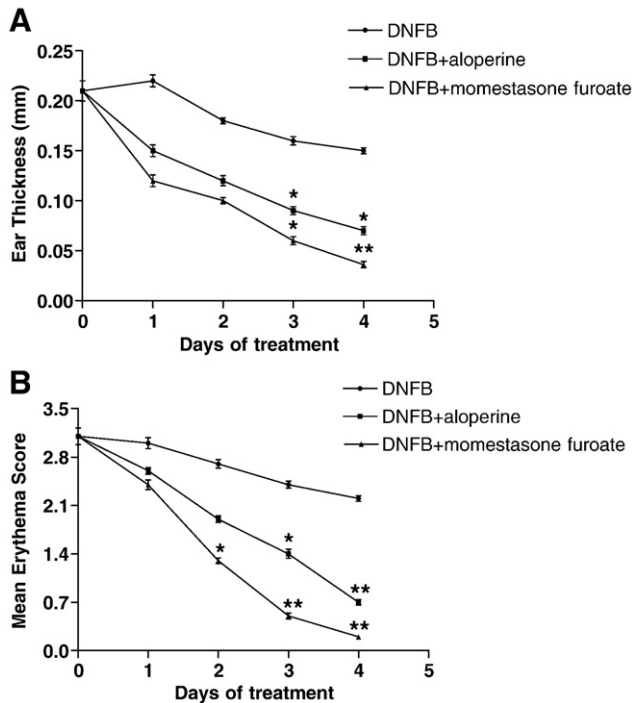 A
DNFB
DNFB+aloperine
DNFB+momestasone furoate
Ear Thickness (mm)
0.25
0.20
0.15
0.10
0.05
0.00
*
*
*
**
0 1 2 3 4 5
Days of treatment
B
DNFB
DNFB+aloperine
DNFB+momestasone furoate
Mean Erythema Score
3.5
2.8
2.1
1.4
0.7
0.0
*
*
**
**
**
0 1 2 3 4 5
Days of treatment